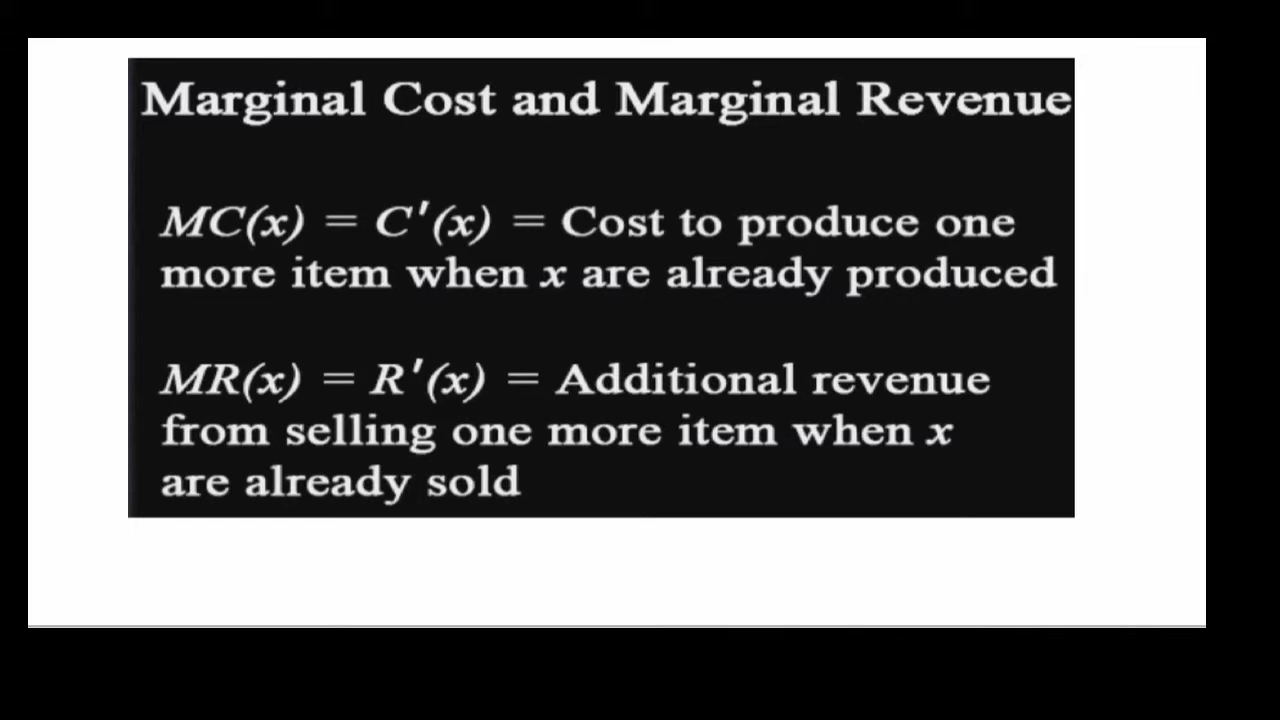 Marginal Cost and Marginal Revenue
MC(x) = C′(x) = Cost to produce one
more item when x are already produced
MR(x) = R′(x) = Additional revenue
from selling one more item when x
are already sold